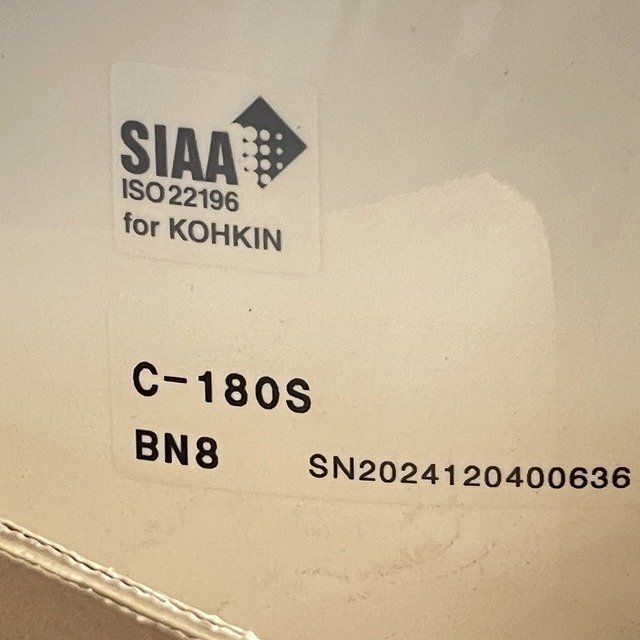 SIAA
ISO 22196
for KOHKIN
C-180S
BN8
SN2024120400636